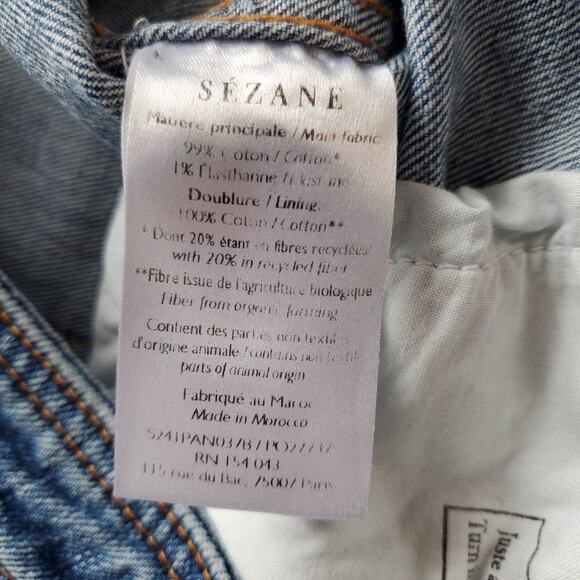 SÉZANE
Matière principale / Main fabric:
99% Coton / Cotton*
1% Élasthanne / Elastane
Doublure / Lining:
100% Coton / Cotton**
* Dont 20% étant en fibres recyclées/
with 20% in recycled fiber
**Fibre issue de l'agriculture biologique
Fiber from organic farming
Contient des parties non textiles
d'origine animale / contains non textile
parts of animal origin
Fabriqué au Maroc
Made in Morocco
RN 154 043
115 rue du Bac, 75007 Paris
Juste
Turn